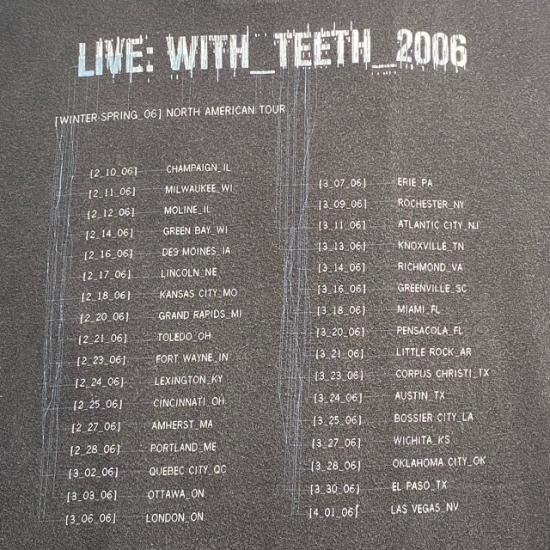 LIVE: WITH_TEETH_2006
[WINTER-SPRING_06] NORTH AMERICAN TOUR
[2_10_06] CHAMPAIGN_IL
[2_11_06] MILWAUKEE_WI
[2_12_06] MOLINE_IL
[2_14_06] GREEN BAY_WI
[2_16_06] DES MOINES_IA
[2_17_06] LINCOLN_NE
[2_18_06] KANSAS CITY_MO
[2_20_06] GRAND RAPIDS_MI
[2_21_06] TOLEDO_OH
[2_23_06] FORT WAYNE_IN
[2_24_06] LEXINGTON_KY
[2_25_06] CINCINNATI_OH
[2_27_06] AMHERST_MA
[2_28_06] PORTLAND_ME
[3_02_06] QUEBEC CITY_QC
[3_03_06] OTTAWA_ON
[3_06_06] LONDON_ON
[3_07_06] ERIE_PA
[3_09_06] ROCHESTER_NY
[3_11_06] ATLANTIC CITY_NJ
[3_13_06] KNOXVILLE_TN
[3_14_06] RICHMOND_VA
[3_16_06] GREENVILLE_SC
[3_18_06] MIAMI_FL
[3_20_06] PENSACOLA_FL
[3_21_06] LITTLE ROCK_AR
[3_23_06] CORPUS CHRISTI_TX
[3_24_06] AUSTIN_TX
[3_25_06] BOSSIER CITY_LA
[3_27_06] WICHITA_KS
[3_28_06] OKLAHOMA CITY_OK
[3_30_06] EL PASO_TX
[4_01_06] LAS VEGAS_NV